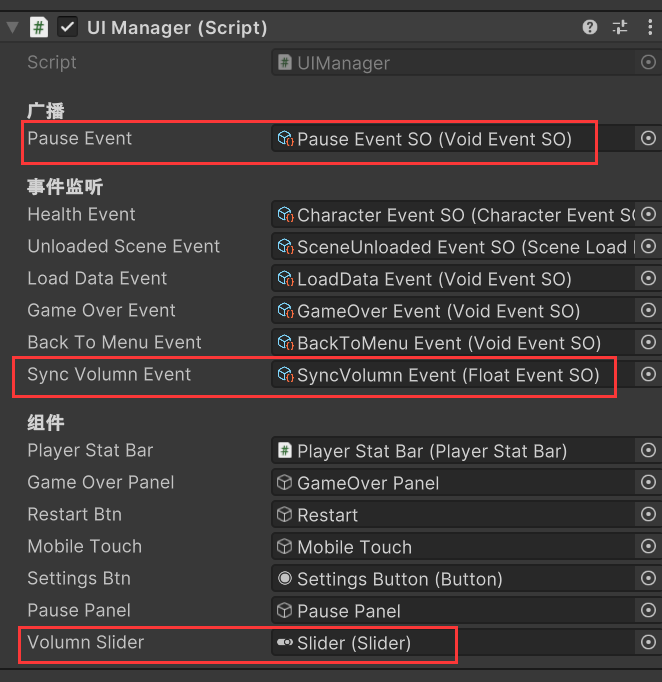 UI Manager (Script)
Script UIManager
广播
Pause Event Pause Event SO (Void Event SO)
事件监听
Health Event Character Event SO (Character Event SO
Unloaded Scene Event SceneUnloaded Event SO (Scene Load
Load Data Event LoadData Event (Void Event SO)
Game Over Event GameOver Event (Void Event SO)
Back To Menu Event BackToMenu Event (Void Event SO)
Sync Volumn Event SyncVolumn Event (Float Event SO)
组件
Player Stat Bar Player Stat Bar (Player Stat Bar)
Game Over Panel GameOver Panel
Restart Btn Restart
Mobile Touch Mobile Touch
Settings Btn Settings Button (Button)
Pause Panel Pause Panel
Volumn Slider Slider (Slider)